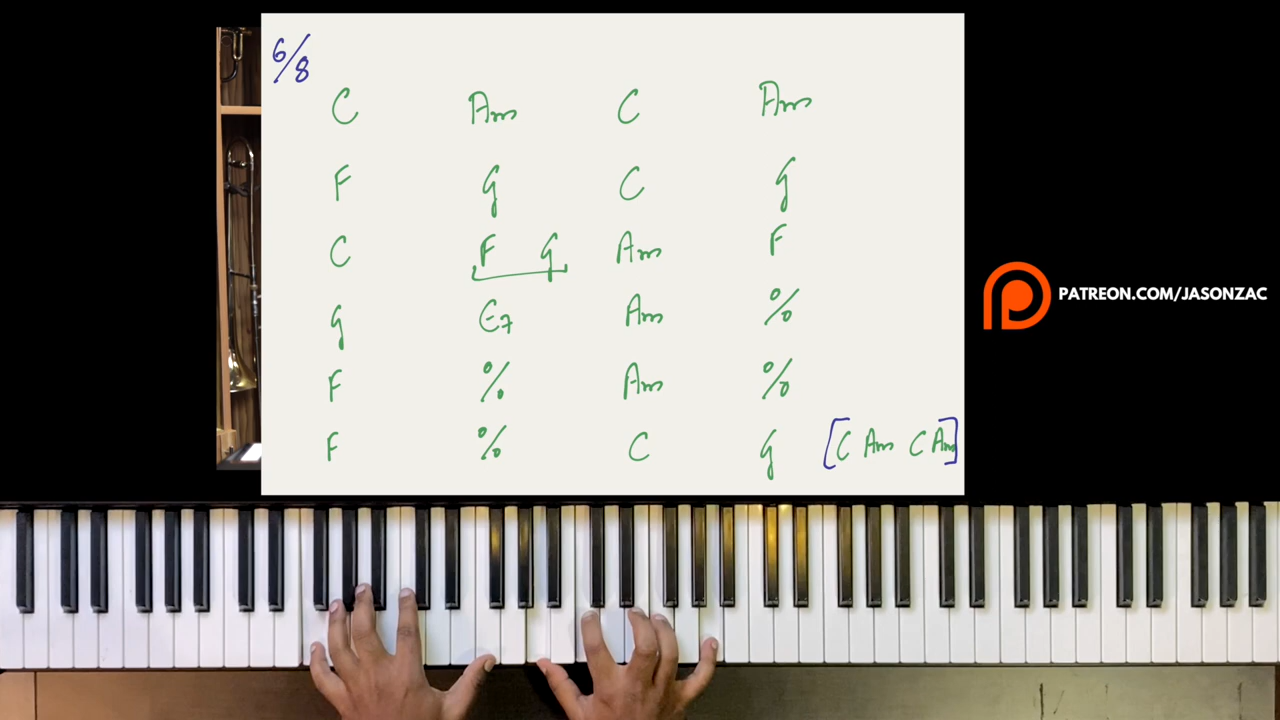 6/8
C Am C Am
F G C G
C F G Am F
G E7 Am %
F % Am %
F % C G [C Am C Am]
PATREON.COM/JASONZAC